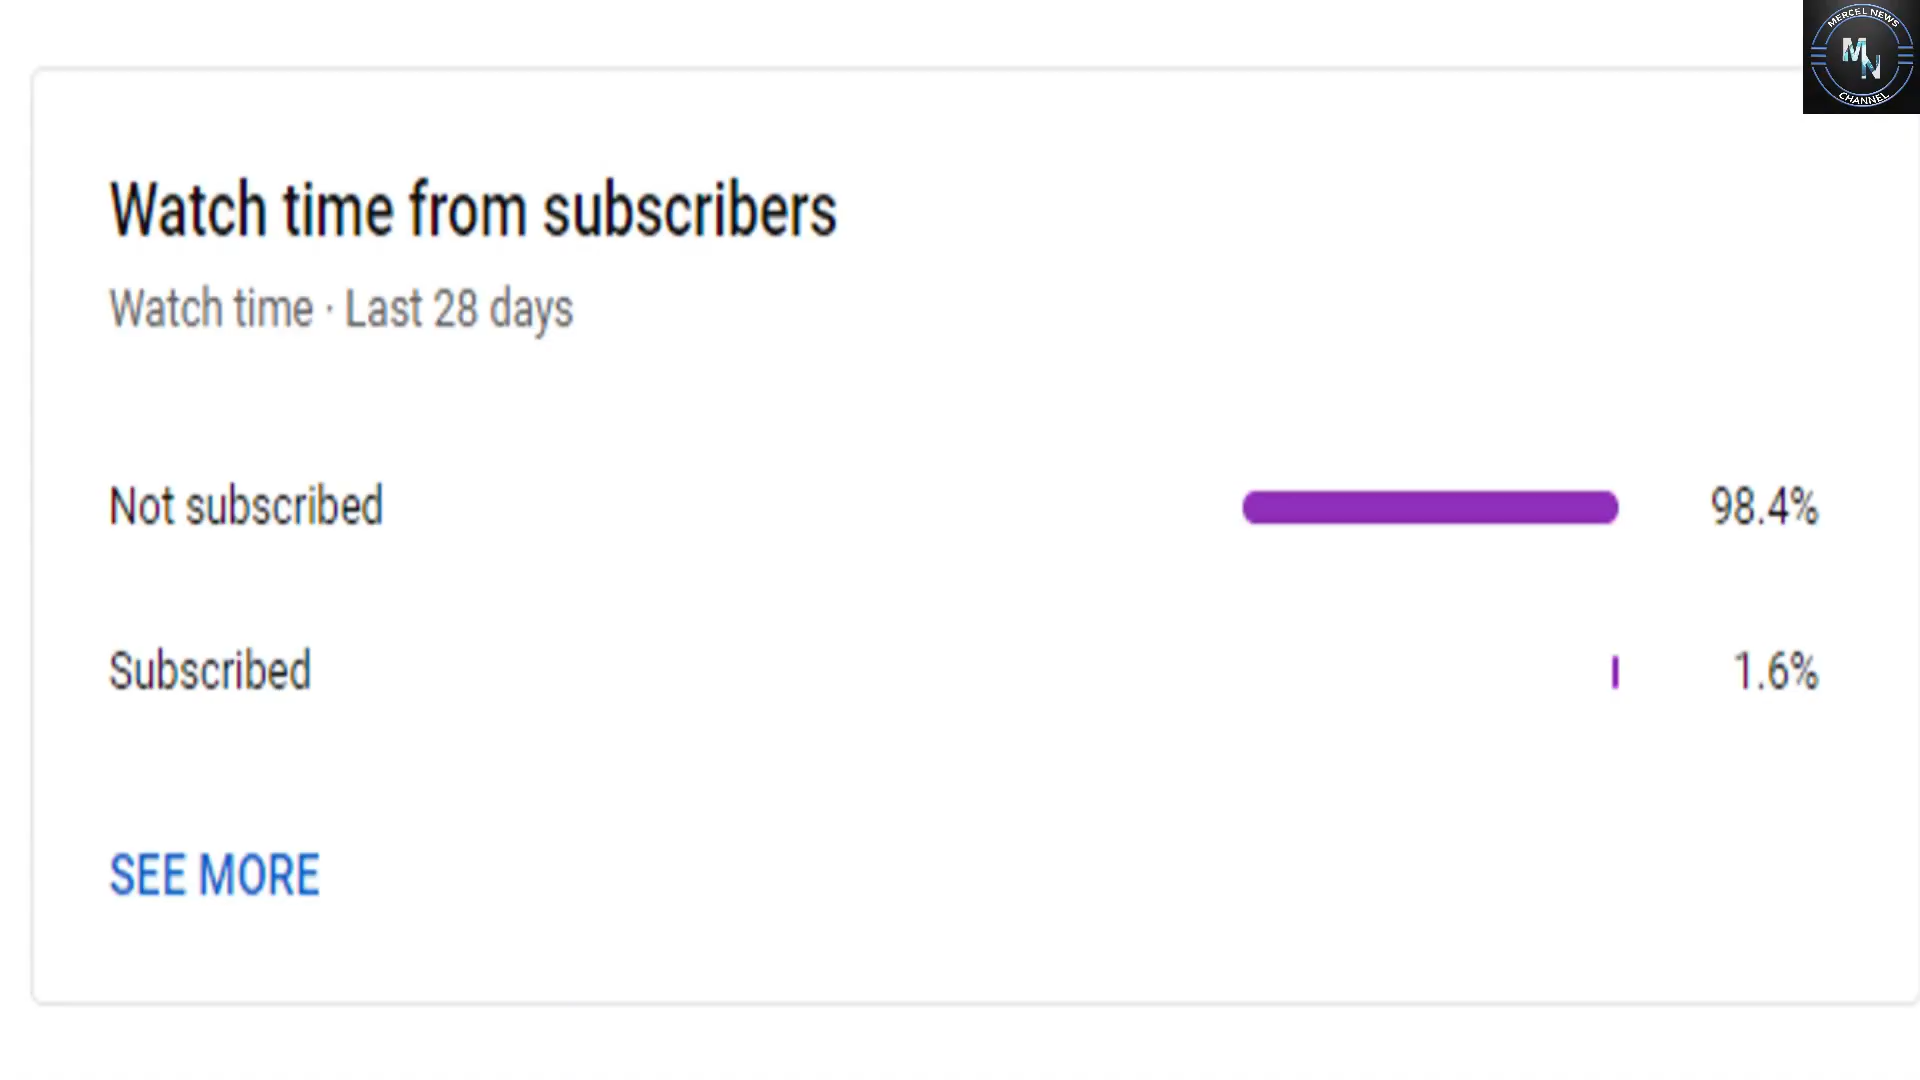 MERCEL NEWS
MN
CHANNEL
Watch time from subscribers
Watch time · Last 28 days
Not subscribed 98.4%
Subscribed 1.6%
SEE MORE